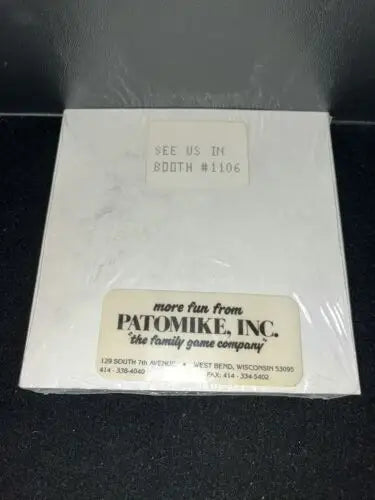 SEE US IN
BOOTH #1106
more fun from
PATOMIKE, INC.
"the family game company"
129 SOUTH 7th AVENUE • WEST BEND, WISCONSIN 53095
414 - 338-4040 FAX: 414 - 334-5402